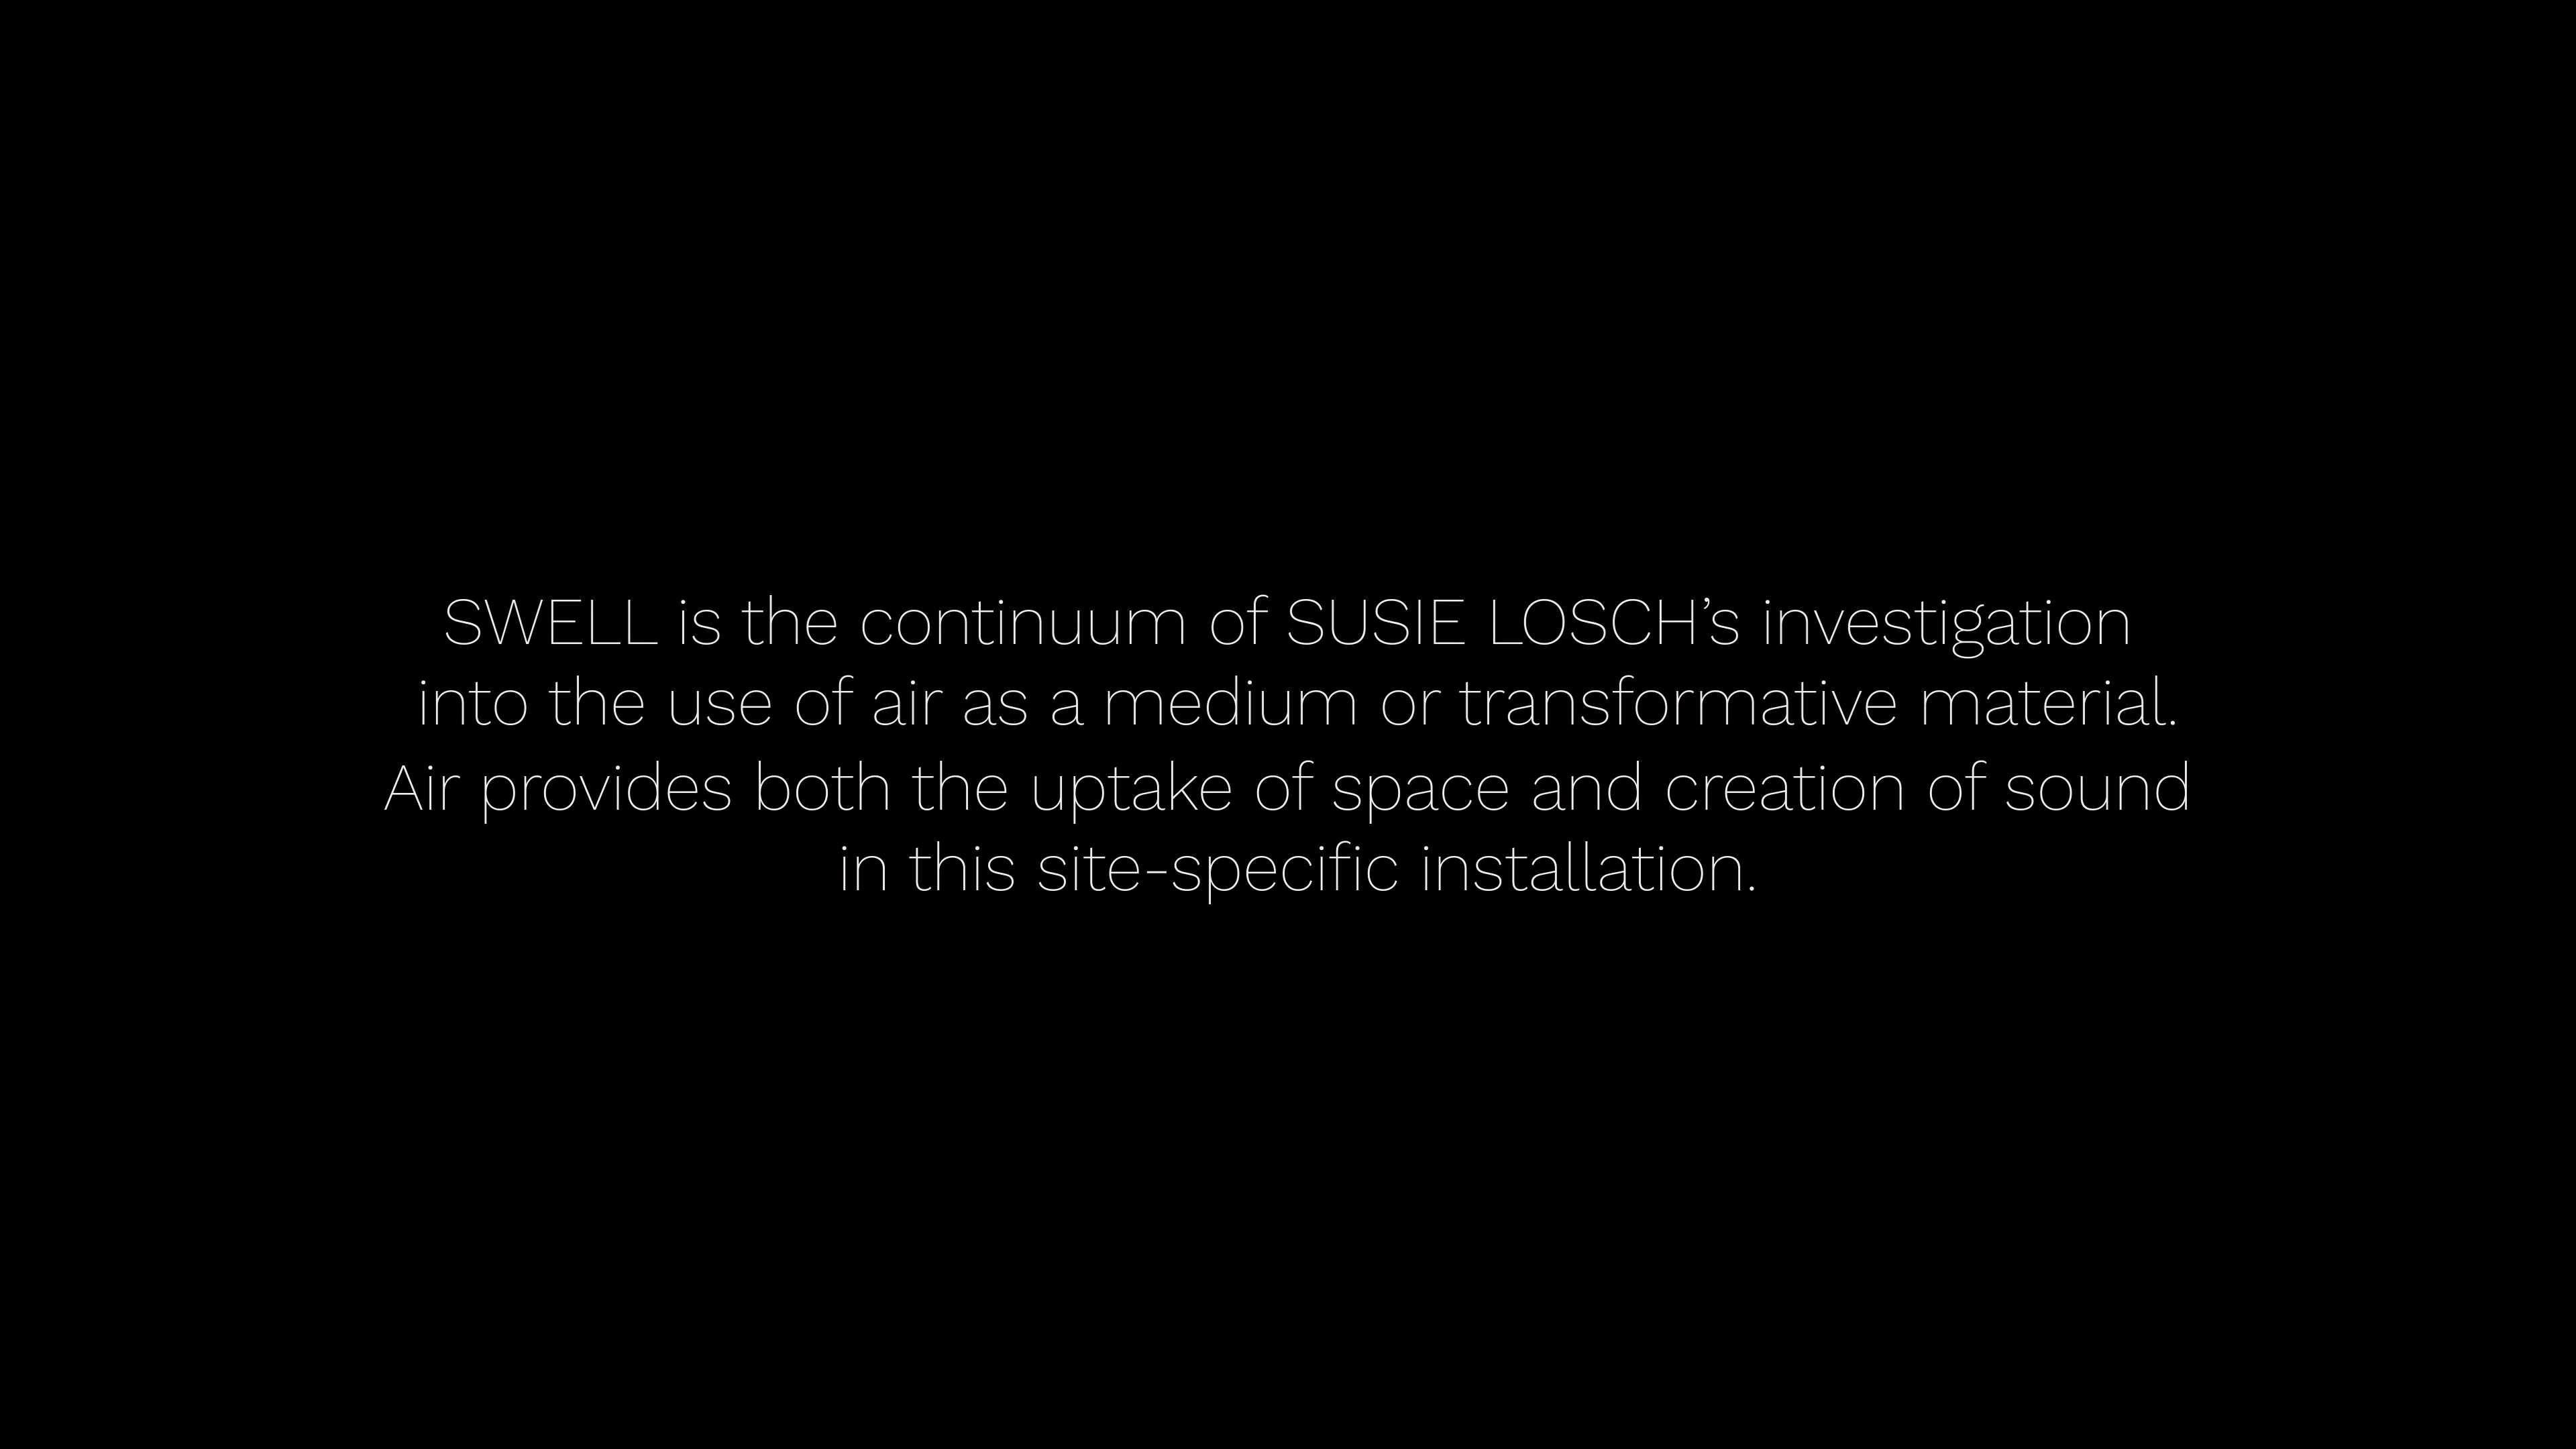 SWELL is the continuum of SUSIE LOSCH’s investigation
into the use of air as a medium or transformative material.
Air provides both the uptake of space and creation of sound
in this site-specific installation.